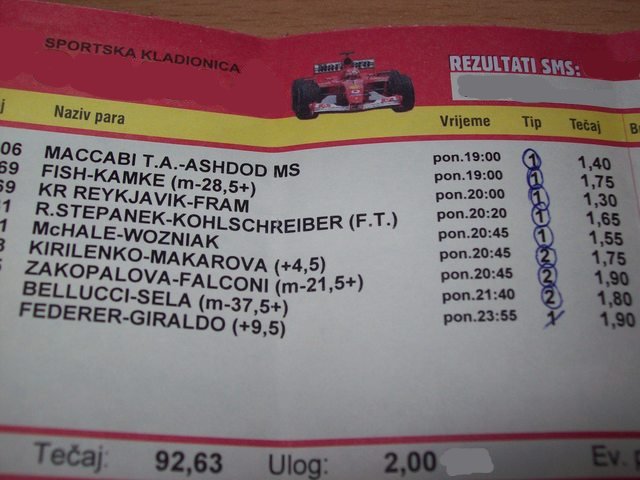 SPORTSKA KLADIONICA
REZULTATI SMS:
j Naziv para Vrijeme Tip Tečaj
06 MACCABI T.A.-ASHDOD MS pon.19:00 1 1,40
69 FISH-KAMKE (m-28,5+) pon.19:00 1 1,75
69 KR REYKJAVIK-FRAM pon.20:00 1 1,30
R.STEPANEK-KOHLSCHREIBER (F.T.) pon.20:20 1 1,65
McHALE-WOZNIAK pon.20:45 1 1,55
KIRILENKO-MAKAROVA (+4,5) pon.20:45 2 1,75
ZAKOPALOVA-FALCONI (m-21,5+) pon.20:45 2 1,90
BELLUCCI-SELA (m-37,5+) pon.21:40 2 1,80
FEDERER-GIRALDO (+9,5) pon.23:55 1 1,90
Tečaj: 92,63 Ulog: 2,00 Ev.